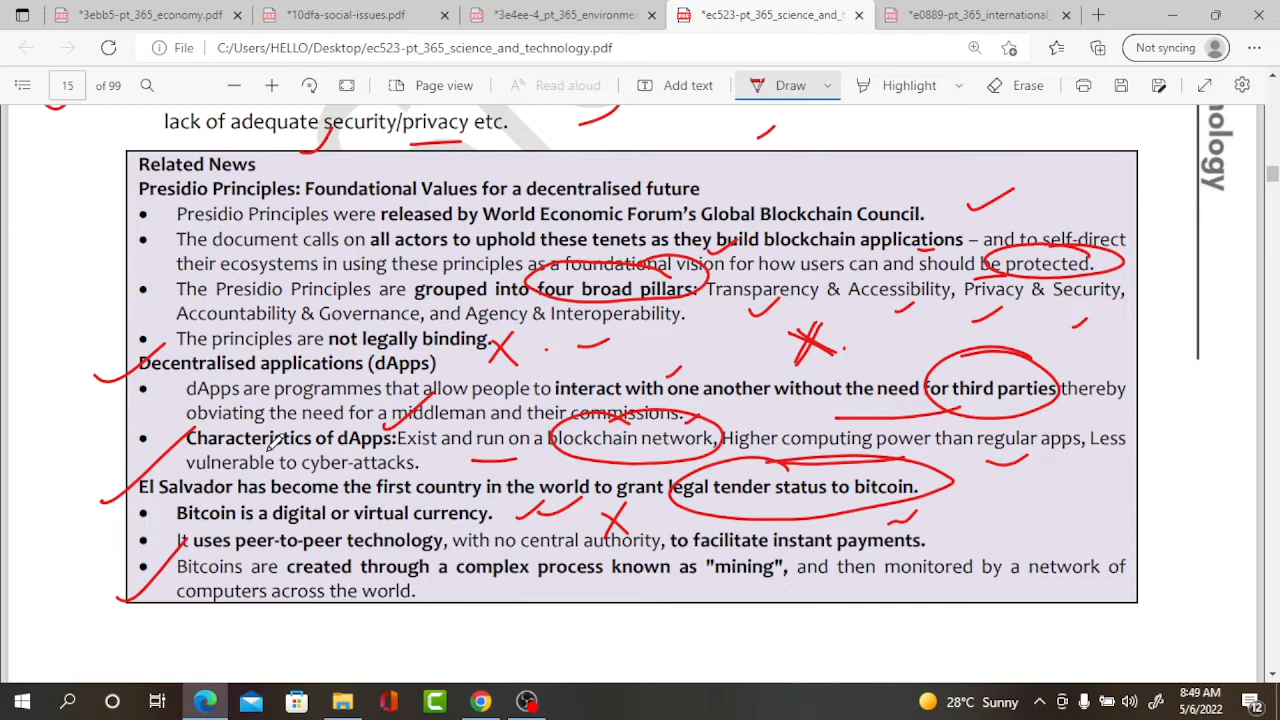 *3ebb5-pt_365_economy.pdf
*10dfa-social-issues.pdf
*3e4ee-4_pt_365_environme
*ec523-pt_365_science_and_t
*e0889-pt_365_international_
File
C:/Users/HELLO/Desktop/ec523-pt_365_science_and_technology.pdf
Not syncing
15 of 99
Page view
Read aloud
Add text
Draw
Highlight
Erase
lack of adequate security/privacy etc.
nology
Related News
Presidio Principles: Foundational Values for a decentralised future
• Presidio Principles were released by World Economic Forum's Global Blockchain Council.
• The document calls on all actors to uphold these tenets as they build blockchain applications – and to self-direct
their ecosystems in using these principles as a foundational vision for how users can and should be protected.
• The Presidio Principles are grouped into four broad pillars: Transparency & Accessibility, Privacy & Security,
Accountability & Governance, and Agency & Interoperability.
• The principles are not legally binding.
Decentralised applications (dApps)
• dApps are programmes that allow people to interact with one another without the need for third parties thereby
obviating the need for a middleman and their commissions.
• Characteristics of dApps:Exist and run on a blockchain network, Higher computing power than regular apps, Less
vulnerable to cyber-attacks.
El Salvador has become the first country in the world to grant legal tender status to bitcoin.
• Bitcoin is a digital or virtual currency.
• It uses peer-to-peer technology, with no central authority, to facilitate instant payments.
• Bitcoins are created through a complex process known as "mining", and then monitored by a network of
computers across the world.
28°C Sunny
8:49 AM
5/6/2022
12